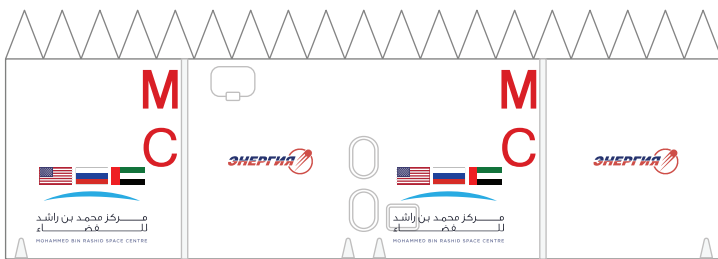 М
С
مركز محمد بن راشد
للفضاء
MOHAMMED BIN RASHID SPACE CENTRE
ЭНЕРГИЯ
М
С
مركز محمد بن راشد
للفضاء
MOHAMMED BIN RASHID SPACE CENTRE
ЭНЕРГИЯ